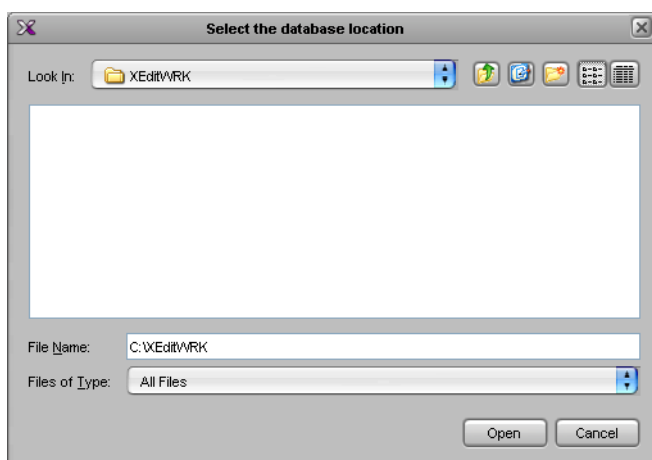 Select the database location
Look In: XEditWRK
File Name: C:\XEditWRK
Files of Type: All Files
Open Cancel